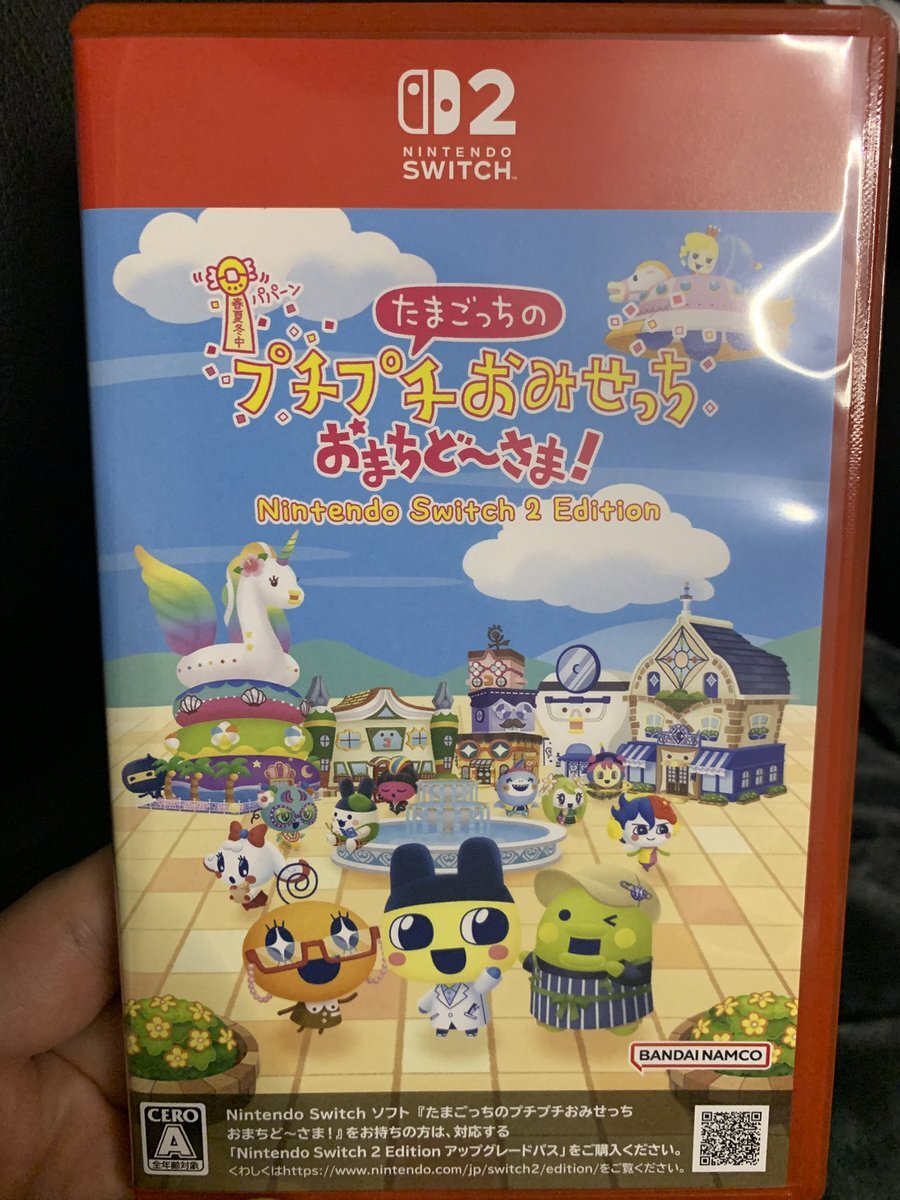 2
NINTENDO
SWITCH™
春夏冬中
パパーン
たまごっちの
プチプチおみせっち
おまちど～さま！
Nintendo Switch 2 Edition
BANDAI NAMCO
CERO
A
全年齢対象
Nintendo Switch ソフト『たまごっちのプチプチおみせっち
おまちど～さま！』をお持ちの方は、対応する
「Nintendo Switch 2 Edition アップグレードパス」をご購入ください。
くわしくはhttps://www.nintendo.com/jp/switch2/edition/をご覧ください。